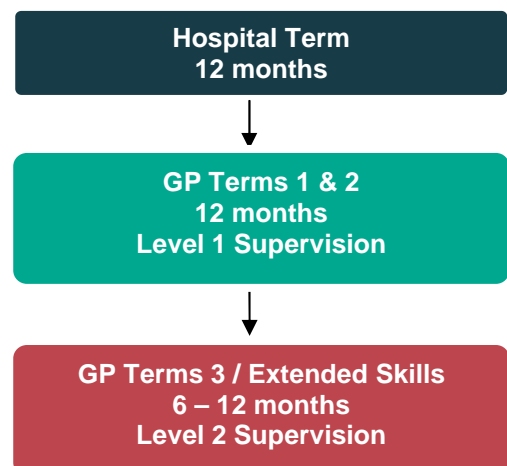 Hospital Term
12 months
GP Terms 1 & 2
12 months
Level 1 Supervision
GP Terms 3 / Extended Skills
6 – 12 months
Level 2 Supervision